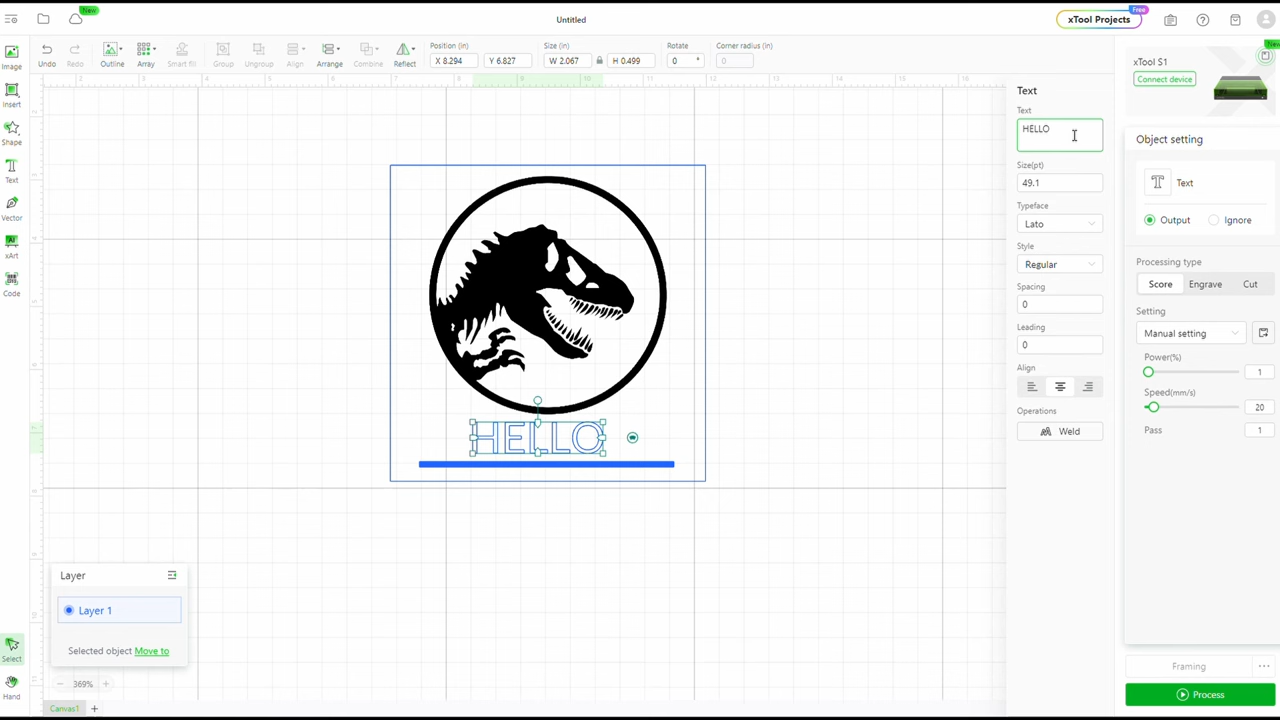 New
Untitled
xTool Projects
Free
Undo
Redo
Outline
Array
Smart fill
Group
Ungroup
Align
Arrange
Combine
Reflect
Position (in)
X 8.294
Y 6.827
Size (in)
W 2.067
H 0.499
Rotate
0 °
Corner radius (in)
0
Image
Insert
Shape
Text
Vector
AI
xArt
Code
Select
Hand
HELLO
Layer
Layer 1
Selected object Move to
369%
Canvas1
Text
Text
HELLO
Size(pt)
49.1
Typeface
Lato
Style
Regular
Spacing
0
Leading
0
Align
Operations
Weld
New
xTool S1
Connect device
Object setting
Text
Output
Ignore
Processing type
Score
Engrave
Cut
Setting
Manual setting
Power(%)
1
Speed(mm/s)
20
Pass
1
Framing
Process